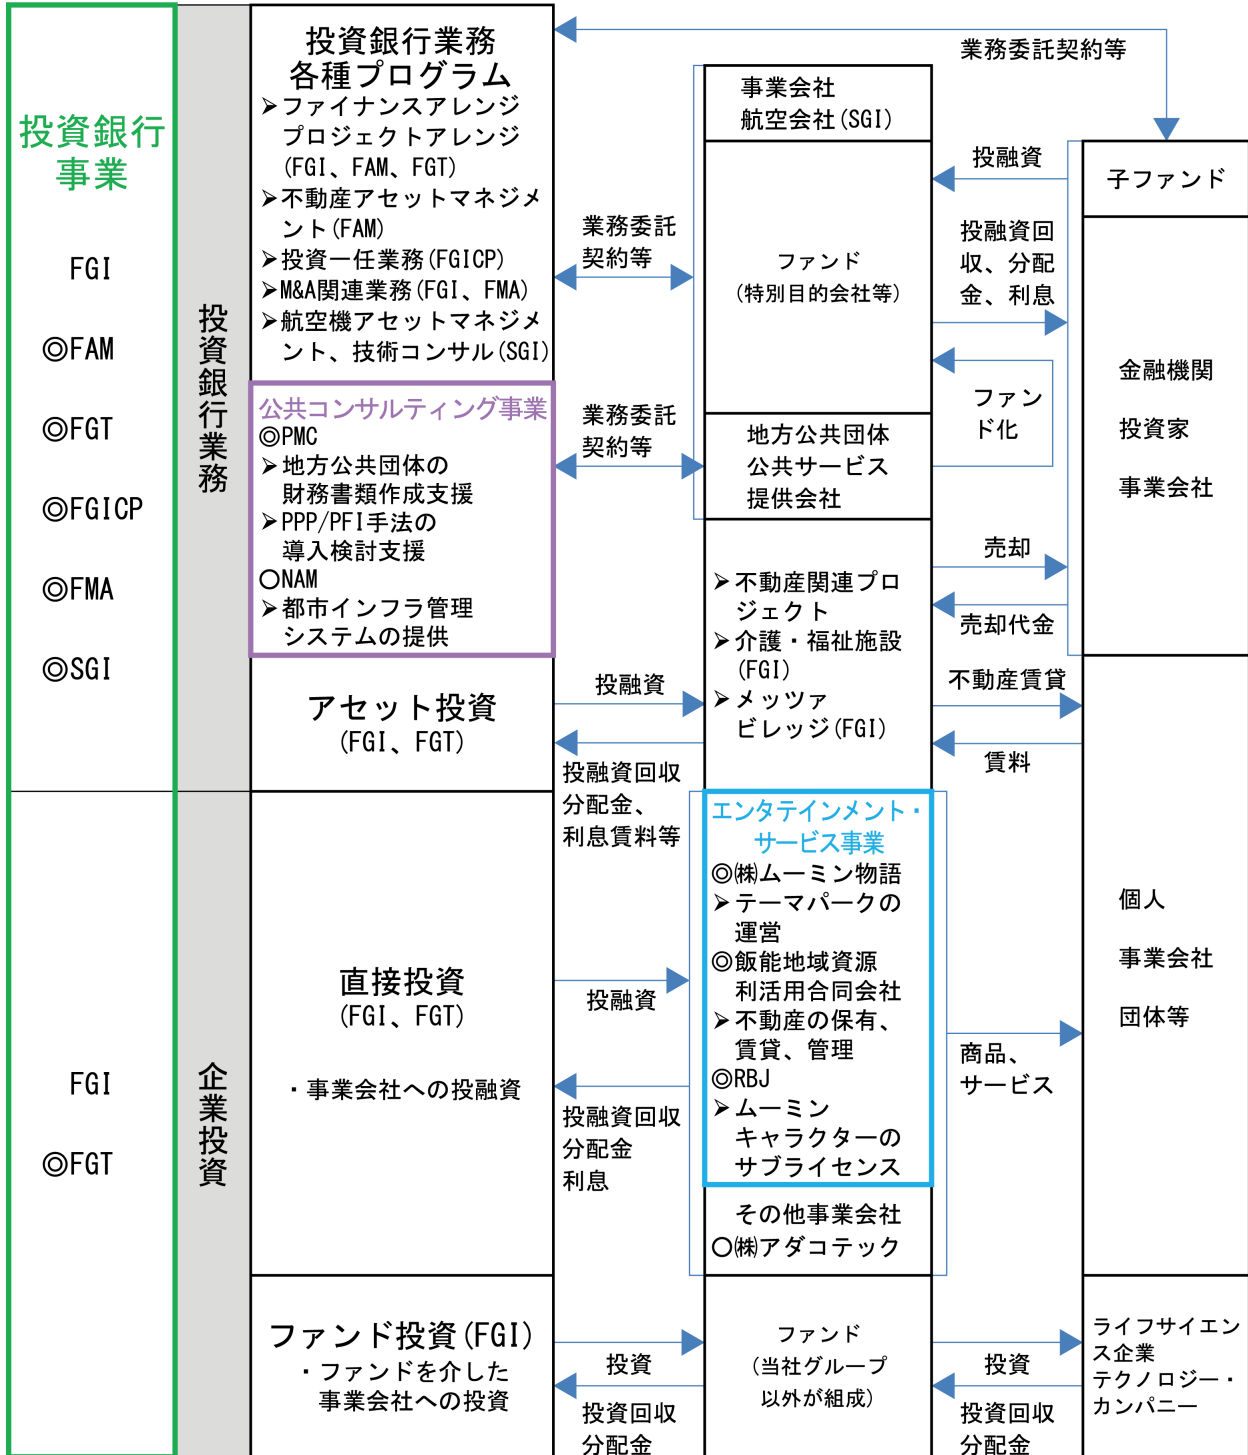 投資銀行
事業
FGI
◎FAM
◎FGT
◎FGICP
◎FMA
◎SGI
FGI
◎FGT
投資銀行業務
企業投資
投資銀行業務
各種プログラム
➢ファイナンスアレンジ
プロジェクトアレンジ
(FGI、FAM、FGT)
➢不動産アセットマネジメ
ント(FAM)
➢投資一任業務(FGICP)
➢M&A関連業務(FGI、FMA)
➢航空機アセットマネジメ
ント、技術コンサル(SGI)
公共コンサルティング事業
◎PMC
➢地方公共団体の
財務書類作成支援
➢PPP/PFI手法の
導入検討支援
○NAM
➢都市インフラ管理
システムの提供
アセット投資
(FGI、FGT)
直接投資
(FGI、FGT)
・事業会社への投融資
ファンド投資(FGI)
・ファンドを介した
事業会社への投資
業務委託
契約等
業務委託
契約等
投融資
投融資回収
分配金、
利息賃料等
投融資
投融資回収
分配金
利息
投資
投資回収
分配金
事業会社
航空会社(SGI)
ファンド
(特別目的会社等)
地方公共団体
公共サービス
提供会社
➢不動産関連プロ
ジェクト
➢介護・福祉施設
(FGI)
➢メッツァ
ビレッジ(FGI)
エンタテインメント・
サービス事業
◎㈱ムーミン物語
➢テーマパークの
運営
◎飯能地域資源
利活用合同会社
➢不動産の保有、
賃貸、管理
◎RBJ
➢ムーミン
キャラクターの
サブライセンス
その他事業会社
○㈱アダコテック
ファンド
(当社グループ
以外が組成)
業務委託契約等
投融資
投融資回
収、分配
金、利息
ファン
ド化
売却
売却代金
不動産賃貸
賃料
商品、
サービス
投資
投資回収
分配金
子ファンド
金融機関
投資家
事業会社
個人
事業会社
団体等
ライフサイエン
ス企業
テクノロジー・
カンパニー